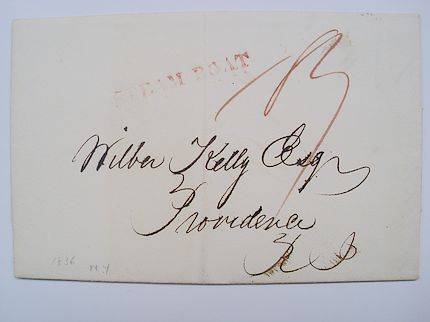 STEAM BOAT
Wilber Kelly Esqr
Providence
R I
1836
N.Y